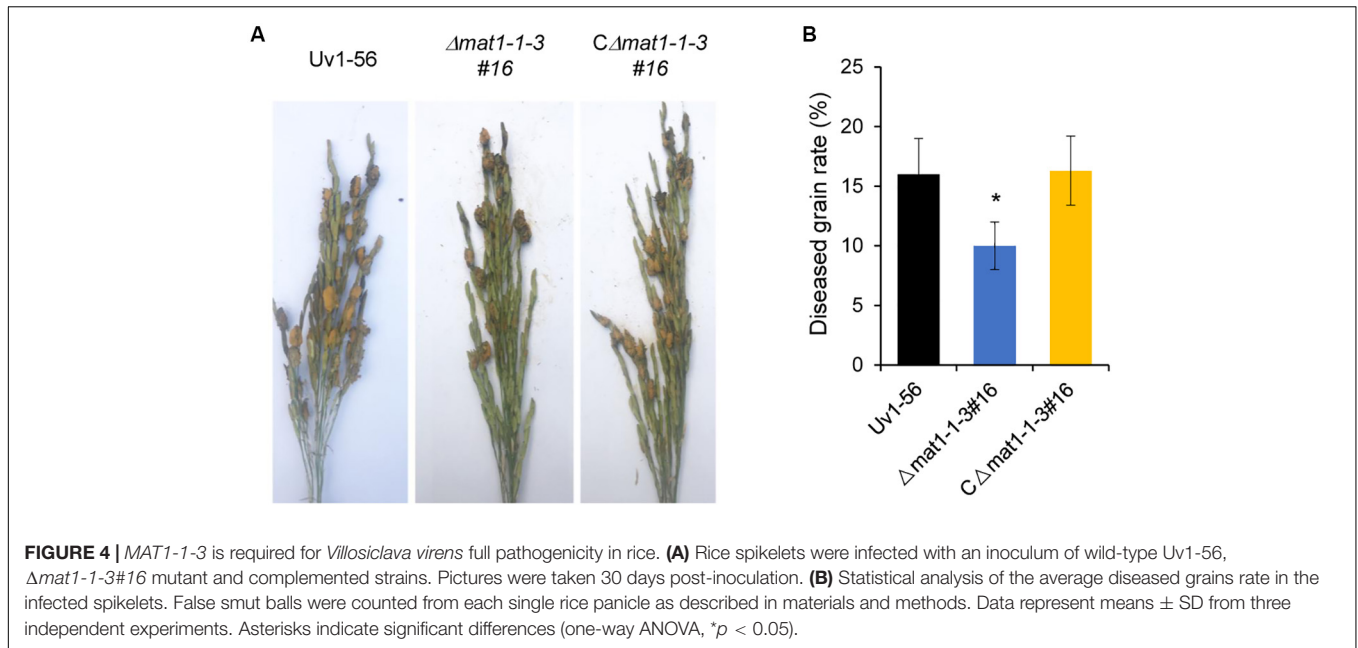 A
Uv1-56
Δmat1-1-3
#16
CΔmat1-1-3
#16
B
Diseased grain rate (%)
25
20
15
10
5
0
*
Uv1-56
△mat1-1-3#16
C△mat1-1-3#16
FIGURE 4 | MAT1-1-3 is required for Villosiclava virens full pathogenicity in rice. (A) Rice spikelets were infected with an inoculum of wild-type Uv1-56,
Δmat1-1-3#16 mutant and complemented strains. Pictures were taken 30 days post-inoculation. (B) Statistical analysis of the average diseased grains rate in the
infected spikelets. False smut balls were counted from each single rice panicle as described in materials and methods. Data represent means ± SD from three
independent experiments. Asterisks indicate significant differences (one-way ANOVA, *p < 0.05).